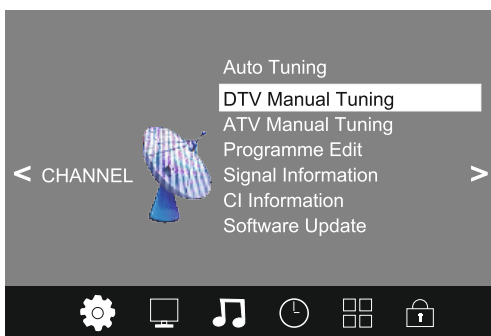 Auto Tuning
DTV Manual Tuning
ATV Manual Tuning
Programme Edit
< CHANNEL
Signal Information
>
CI Information
Software Update